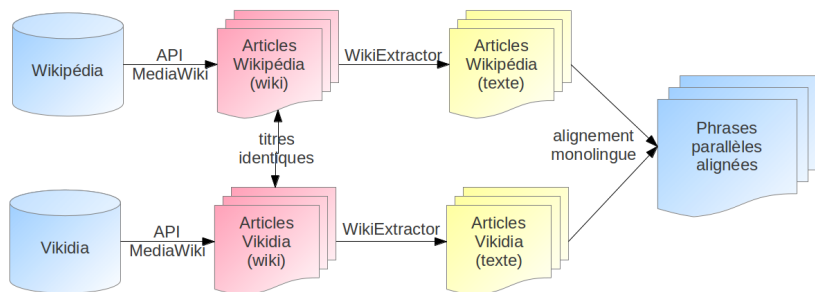 Wikipédia
API
MediaWiki
Articles
Wikipédia
(wiki)
WikiExtractor
Articles
Wikipédia
(texte)
titres
identiques
alignement
monolingue
Phrases
parallèles
alignées
Vikidia
API
MediaWiki
Articles
Vikidia
(wiki)
WikiExtractor
Articles
Vikidia
(texte)